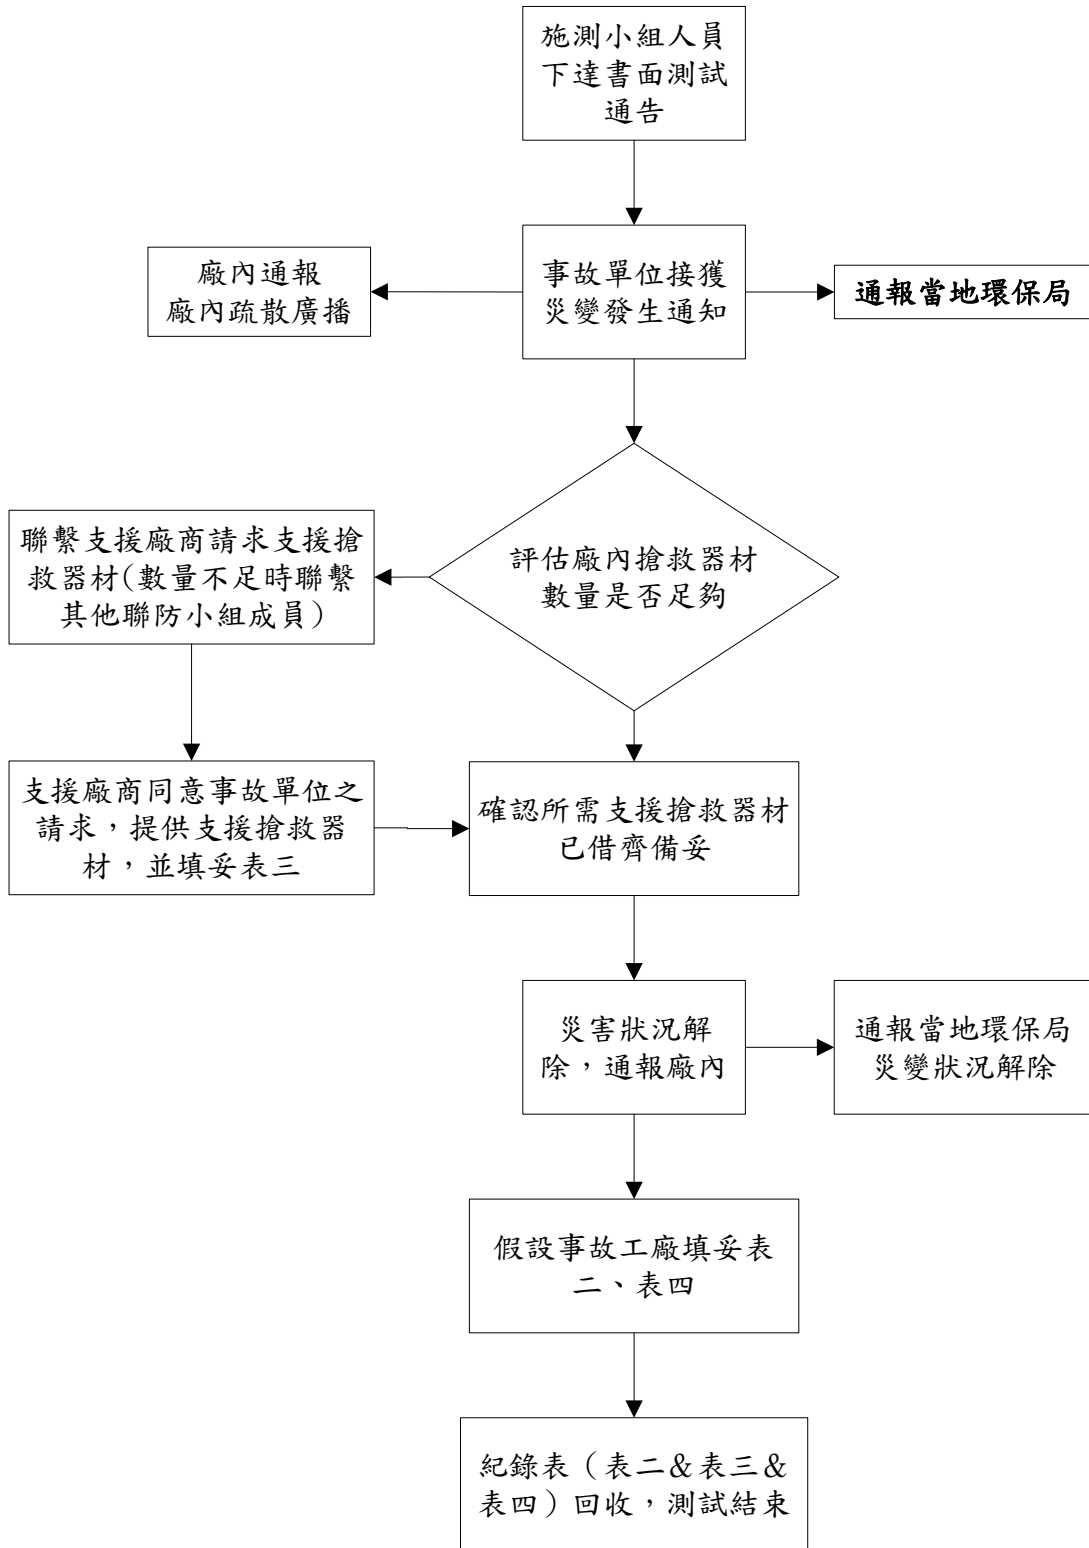 施測小組人員
下達書面測試
通告
廠內通報
廠內疏散廣播
事故單位接獲
災變發生通知
通報當地環保局
聯繫支援廠商請求支援搶
救器材(數量不足時聯繫
其他聯防小組成員)
評估廠內搶救器材
數量是否足夠
支援廠商同意事故單位之
請求，提供支援搶救器
材，並填妥表三
確認所需支援搶救器材
已借齊備妥
災害狀況解
除，通報廠內
通報當地環保局
災變狀況解除
假設事故工廠填妥表
二、表四
紀錄表（表二&表三&
表四）回收，測試結束